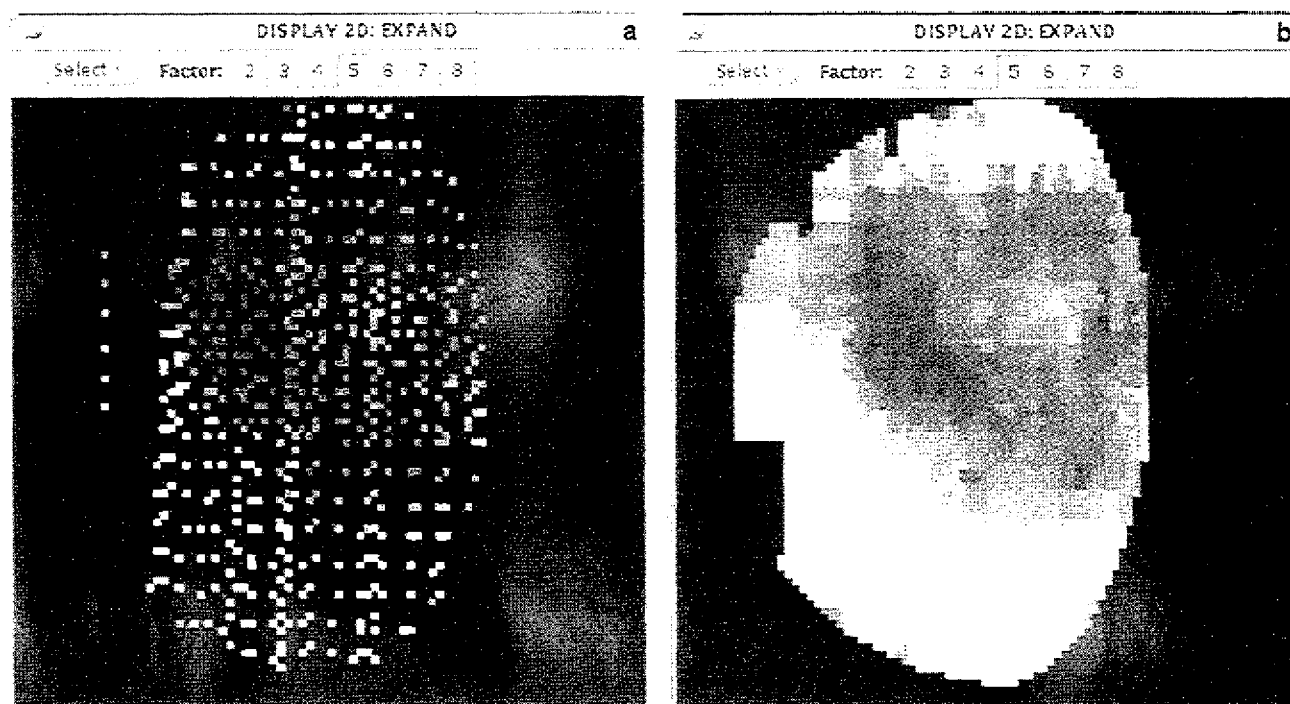 DISPLAY 2D: EXPAND a
Select Factor: 2 3 4 5 6 7 8
DISPLAY 2D: EXPAND b
Select Factor: 2 3 4 5 6 7 8